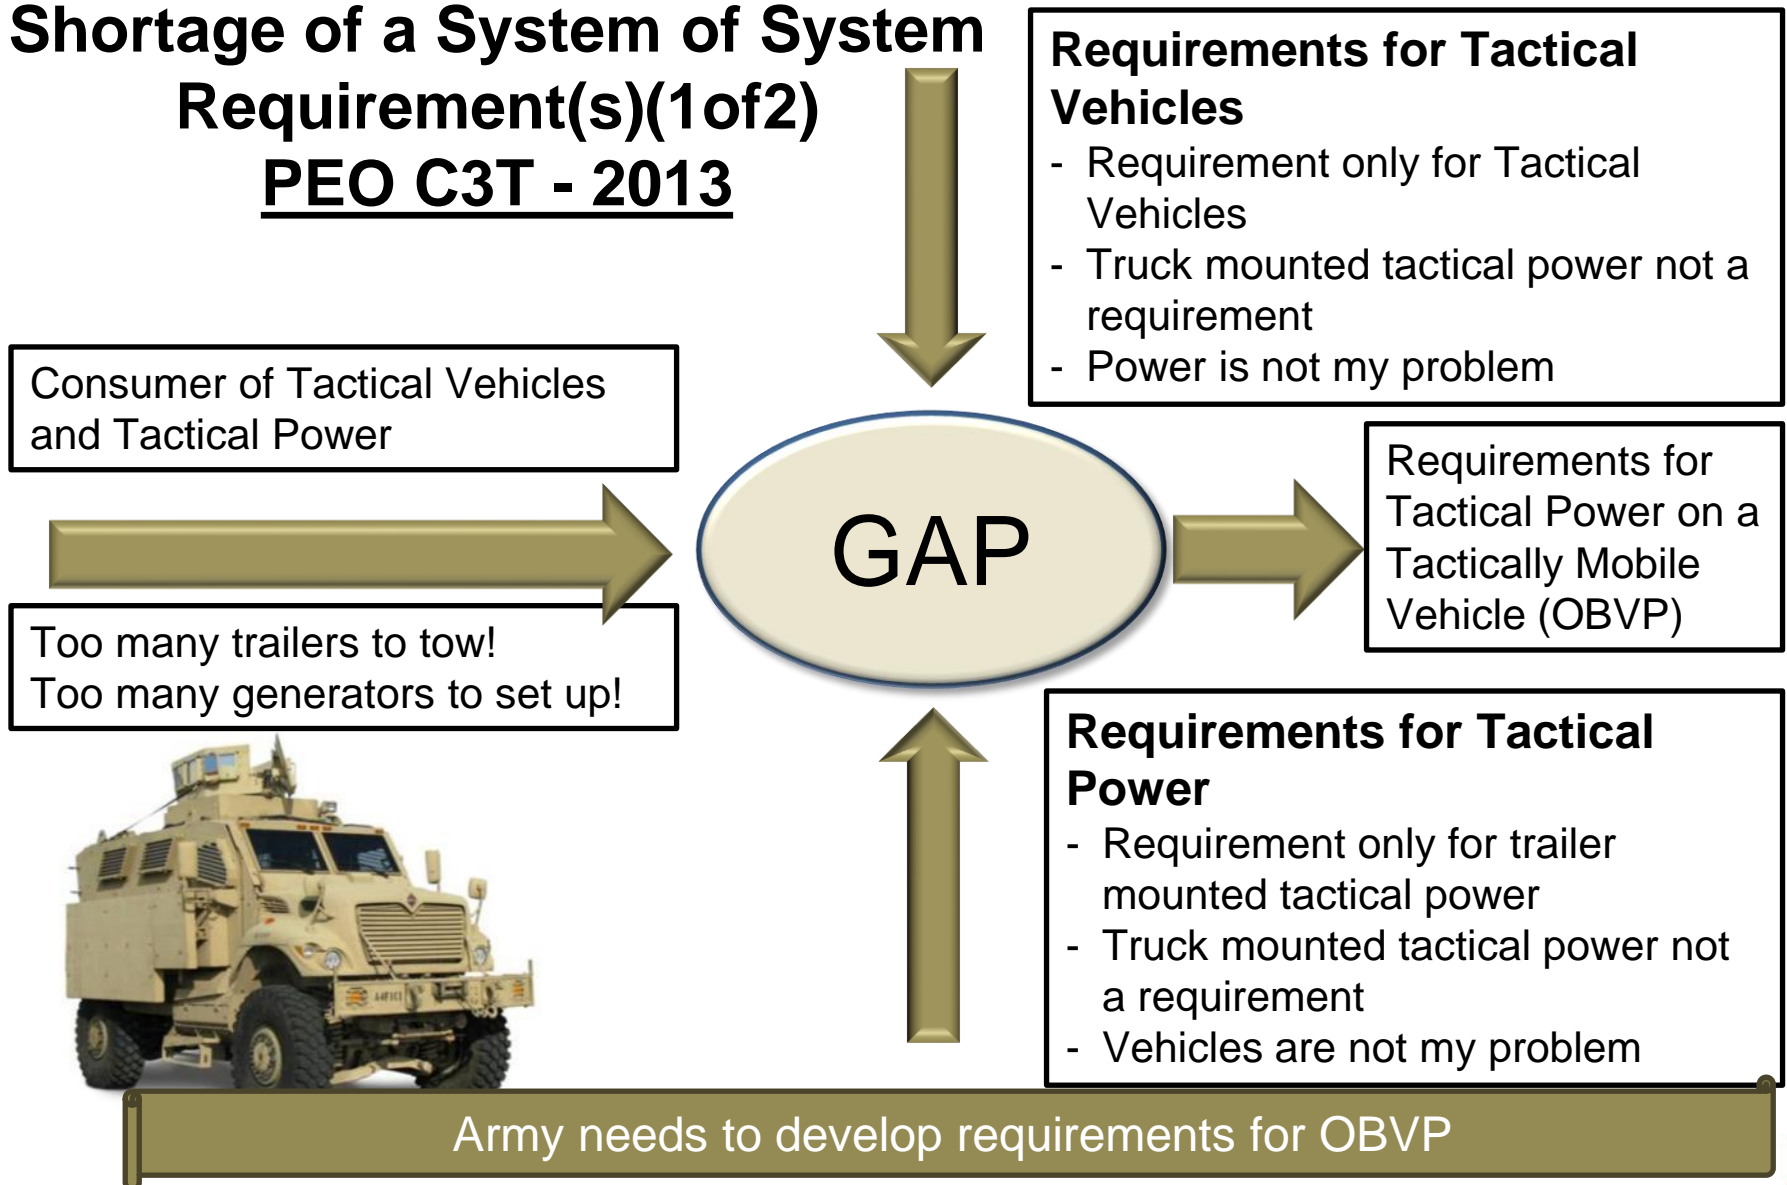 Shortage of a System of System
Requirement(s)(1of2)
PEO C3T - 2013
Requirements for Tactical
Vehicles
- Requirement only for Tactical
Vehicles
- Truck mounted tactical power not a
requirement
- Power is not my problem
Consumer of Tactical Vehicles
and Tactical Power
Too many trailers to tow!
Too many generators to set up!
GAP
Requirements for
Tactical Power on a
Tactically Mobile
Vehicle (OBVP)
Requirements for Tactical
Power
- Requirement only for trailer
mounted tactical power
- Truck mounted tactical power not
a requirement
- Vehicles are not my problem
Army needs to develop requirements for OBVP